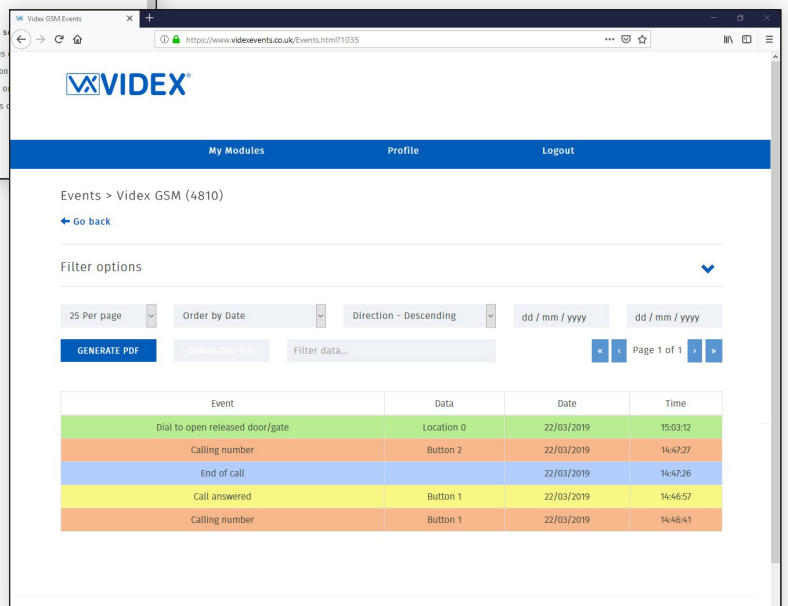 Videx GSM Events
https://www.videxevents.co.uk/Events.html?1035
VIDEX®
My Modules Profile Logout
Events > Videx GSM (4810)
Go back
Filter options
25 Per page Order by Date Direction - Descending dd / mm / yyyy dd / mm / yyyy
GENERATE PDF DOWNLOAD PDF Filter data... « ‹ Page 1 of 1 › »
Event Data Date Time
Dial to open released door/gate Location 0 22/03/2019 15:03:12
Calling number Button 2 22/03/2019 14:47:27
End of call 22/03/2019 14:47:26
Call answered Button 1 22/03/2019 14:46:57
Calling number Button 1 22/03/2019 14:46:41